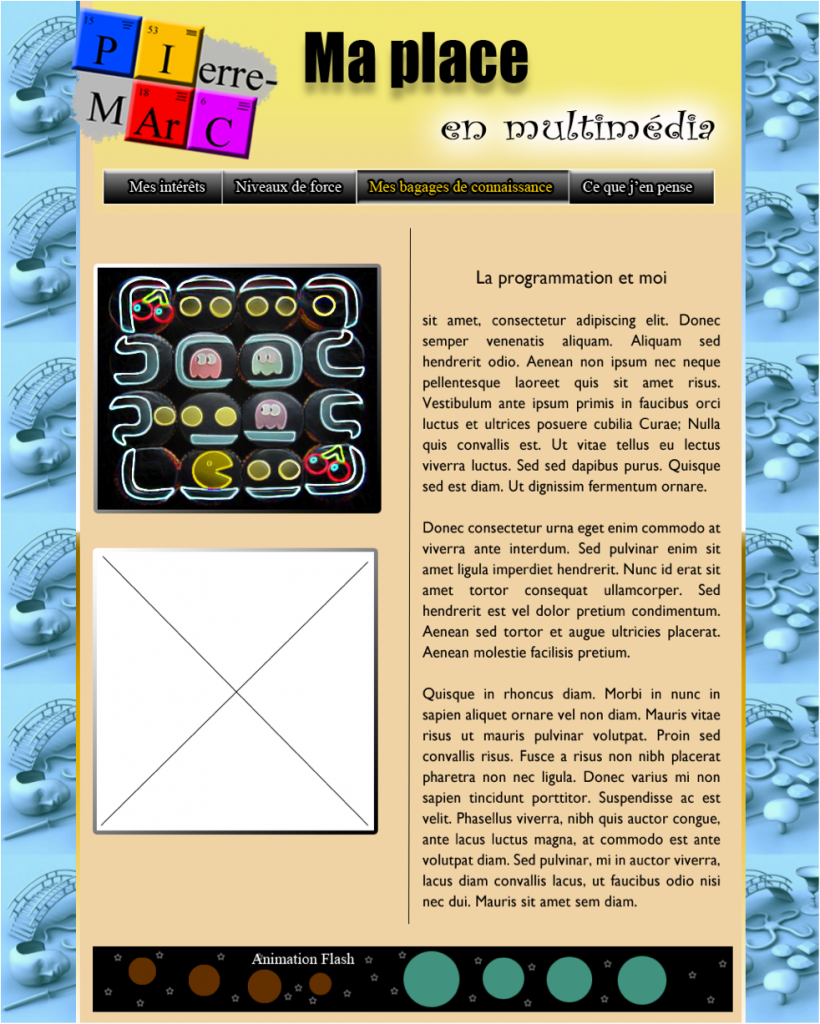 15
53
P
I
erre-
M
18
Ar
6
C
Ma place
en multimédia
Mes intérêts
Niveaux de force
Mes bagages de connaissance
Ce que j'en pense
La programmation et moi
sit amet, consectetur adipiscing elit. Donec
semper venenatis aliquam. Aliquam sed
hendrerit odio. Aenean non ipsum nec neque
pellentesque laoreet quis sit amet risus.
Vestibulum ante ipsum primis in faucibus orci
luctus et ultrices posuere cubilia Curae; Nulla
quis convallis est. Ut vitae tellus eu lectus
viverra luctus. Sed sed dapibus purus. Quisque
sed est diam. Ut dignissim fermentum ornare.
Donec consectetur urna eget enim commodo at
viverra ante interdum. Sed pulvinar enim sit
amet ligula imperdiet hendrerit. Nunc id erat sit
amet tortor consequat ullamcorper. Sed
hendrerit est vel dolor pretium condimentum.
Aenean sed tortor et augue ultricies placerat.
Aenean molestie facilisis pretium.
Quisque in rhoncus diam. Morbi in nunc in
sapien aliquet ornare vel non diam. Mauris vitae
risus ut mauris pulvinar volutpat. Proin sed
convallis risus. Fusce a risus non nibh placerat
pharetra non nec ligula. Donec varius mi non
sapien tincidunt porttitor. Suspendisse ac est
velit. Phasellus viverra, nibh quis auctor congue,
ante lacus luctus magna, at commodo est ante
volutpat diam. Sed pulvinar, mi in auctor viverra,
lacus diam convallis lacus, ut faucibus odio nisi
nec dui. Mauris sit amet sem diam.
Animation Flash